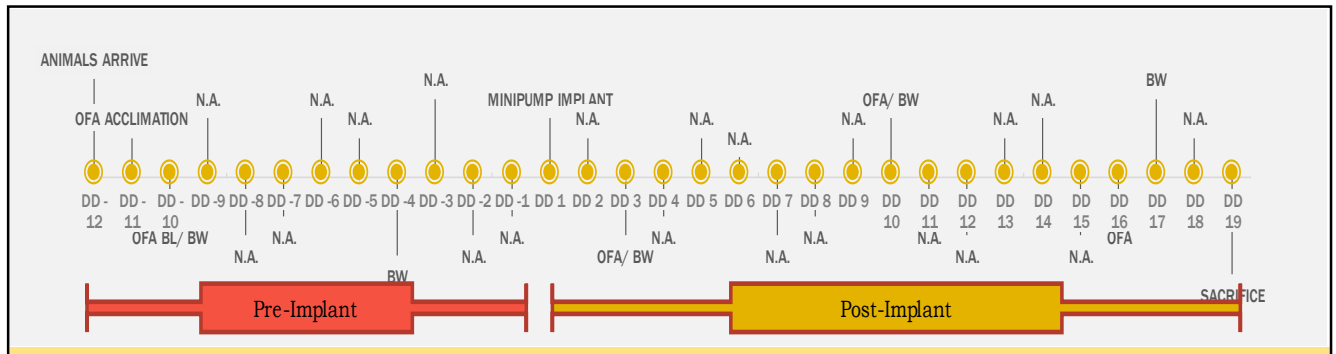 ANIMALS ARRIVE
N.A.
BW
N.A. N.A. OFA/ BW N.A.
MINIPUMP IMPLANT
OFA ACCLIMATION N.A. N.A. N.A. N.A. N.A. N.A.
N.A.
DD - 12 DD - 11 DD - 10 DD -9 DD -8 DD -7 DD -6 DD -5 DD -4 DD -3 DD -2 DD -1 DD 1 DD 2 DD 3 DD 4 DD 5 DD 6 DD 7 DD 8 DD 9 DD 10 DD 11 DD 12 DD 13 DD 14 DD 15 DD 16 DD 17 DD 18 DD 19
OFA BL/ BW N.A. N.A. N.A. N.A. N.A. OFA
N.A. N.A. OFA/ BW N.A. N.A. N.A.
BW
SACRIFICE
Pre-Implant Post-Implant